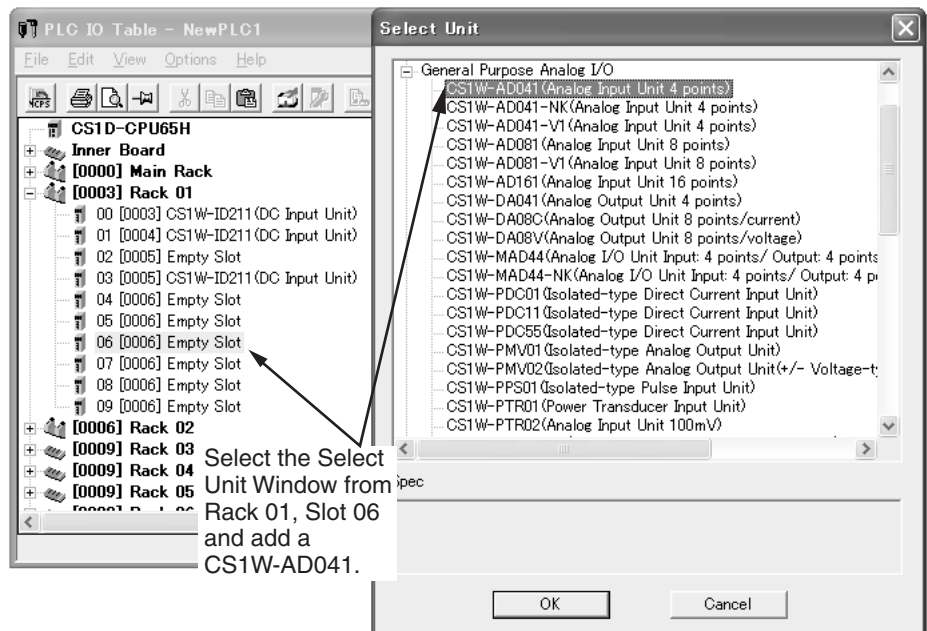 PLC IO Table - NewPLC1
File Edit View Options Help
CS1D-CPU65H
Inner Board
[0000] Main Rack
[0003] Rack 01
00 [0003] CS1W-ID211(DC Input Unit)
01 [0004] CS1W-ID211(DC Input Unit)
02 [0005] Empty Slot
03 [0005] CS1W-ID211(DC Input Unit)
04 [0006] Empty Slot
05 [0006] Empty Slot
06 [0006] Empty Slot
07 [0006] Empty Slot
08 [0006] Empty Slot
09 [0006] Empty Slot
[0006] Rack 02
[0009] Rack 03
[0009] Rack 04
[0009] Rack 05
Select the Select
Unit Window from
Rack 01, Slot 06
and add a
CS1W-AD041.
Select Unit
General Purpose Analog I/O
CS1W-AD041(Analog Input Unit 4 points)
CS1W-AD041-NK(Analog Input Unit 4 points)
CS1W-AD041-V1(Analog Input Unit 4 points)
CS1W-AD081(Analog Input Unit 8 points)
CS1W-AD081-V1(Analog Input Unit 8 points)
CS1W-AD161(Analog Input Unit 16 points)
CS1W-DA041(Analog Output Unit 4 points)
CS1W-DA08C(Analog Output Unit 8 points/current)
CS1W-DA08V(Analog Output Unit 8 points/voltage)
CS1W-MAD44(Analog I/O Unit Input: 4 points/ Output: 4 points
CS1W-MAD44-NK(Analog I/O Unit Input: 4 points/ Output: 4 p
CS1W-PDC01(Isolated-type Direct Current Input Unit)
CS1W-PDC11(Isolated-type Direct Current Input Unit)
CS1W-PDC55(Isolated-type Direct Current Input Unit)
CS1W-PMV01(Isolated-type Analog Output Unit)
CS1W-PMV02(Isolated-type Analog Output Unit(+/- Voltage-t
CS1W-PPS01(Isolated-type Pulse Input Unit)
CS1W-PTR01(Power Transducer Input Unit)
CS1W-PTR02(Analog Input Unit 100mV)
Spec
OK Cancel